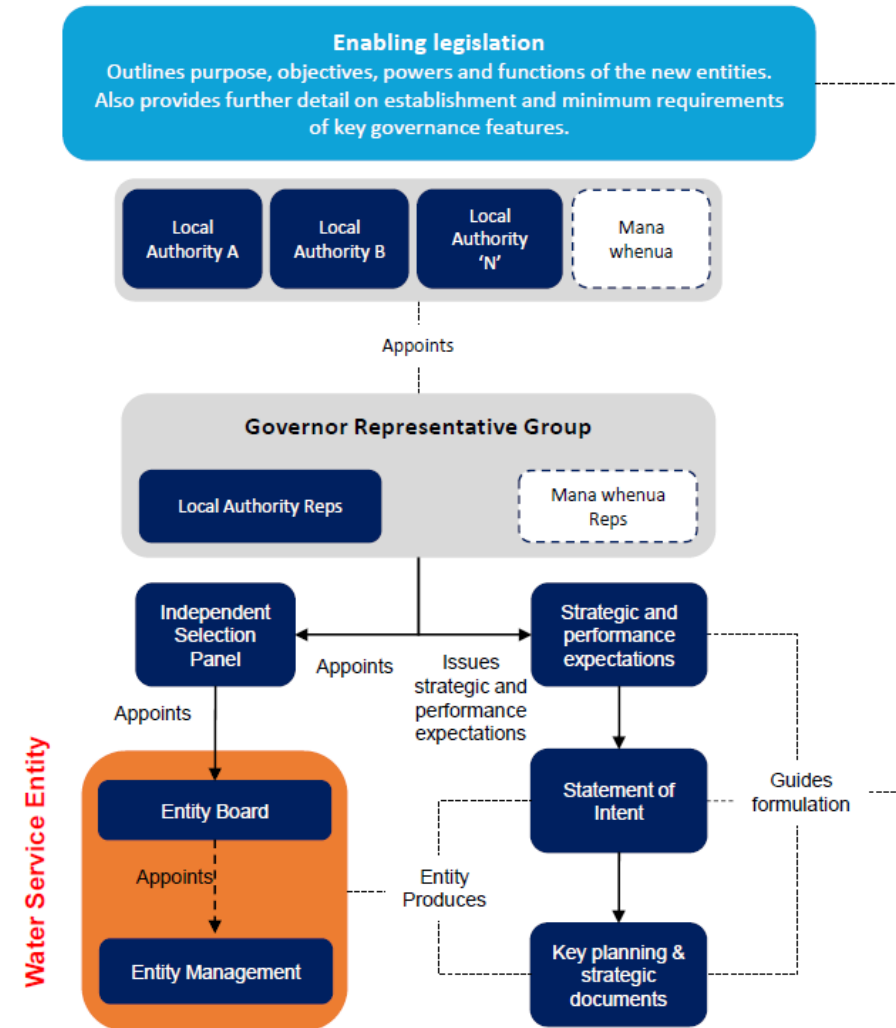 Enabling legislation
Outlines purpose, objectives, powers and functions of the new entities.
Also provides further detail on establishment and minimum requirements
of key governance features.
Local
Authority A
Local
Authority B
Local
Authority
‘N’
Mana
whenua
Appoints
Governor Representative Group
Local Authority Reps
Mana whenua
Reps
Independent
Selection
Panel
Strategic and
performance
expectations
Appoints
Issues
strategic and
performance
expectations
Appoints
Water Service Entity
Entity Board
Statement of
Intent
Guides
formulation
Appoints
Entity
Produces
Entity Management
Key planning &
strategic
documents